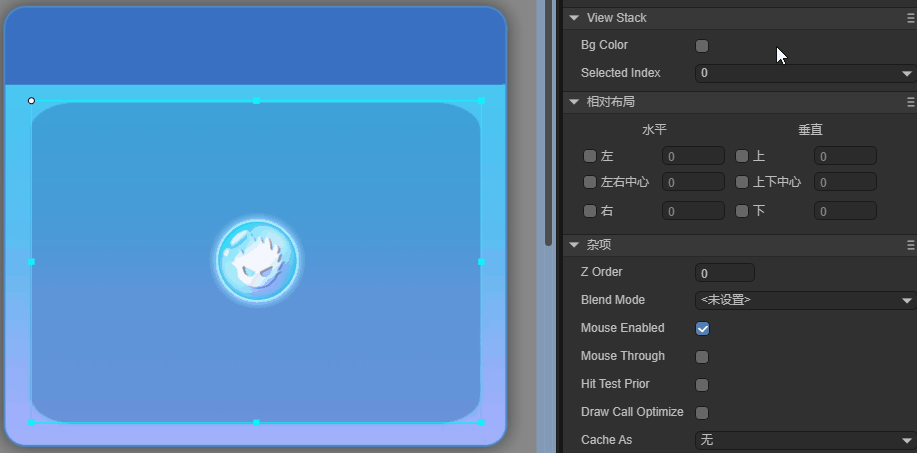 View Stack
Bg Color
Selected Index 0
相对布局
水平 垂直
左 0 上 0
左右中心 0 上下中心 0
右 0 下 0
杂项
Z Order 0
Blend Mode <未设置>
Mouse Enabled
Mouse Through
Hit Test Prior
Draw Call Optimize
Cache As 无